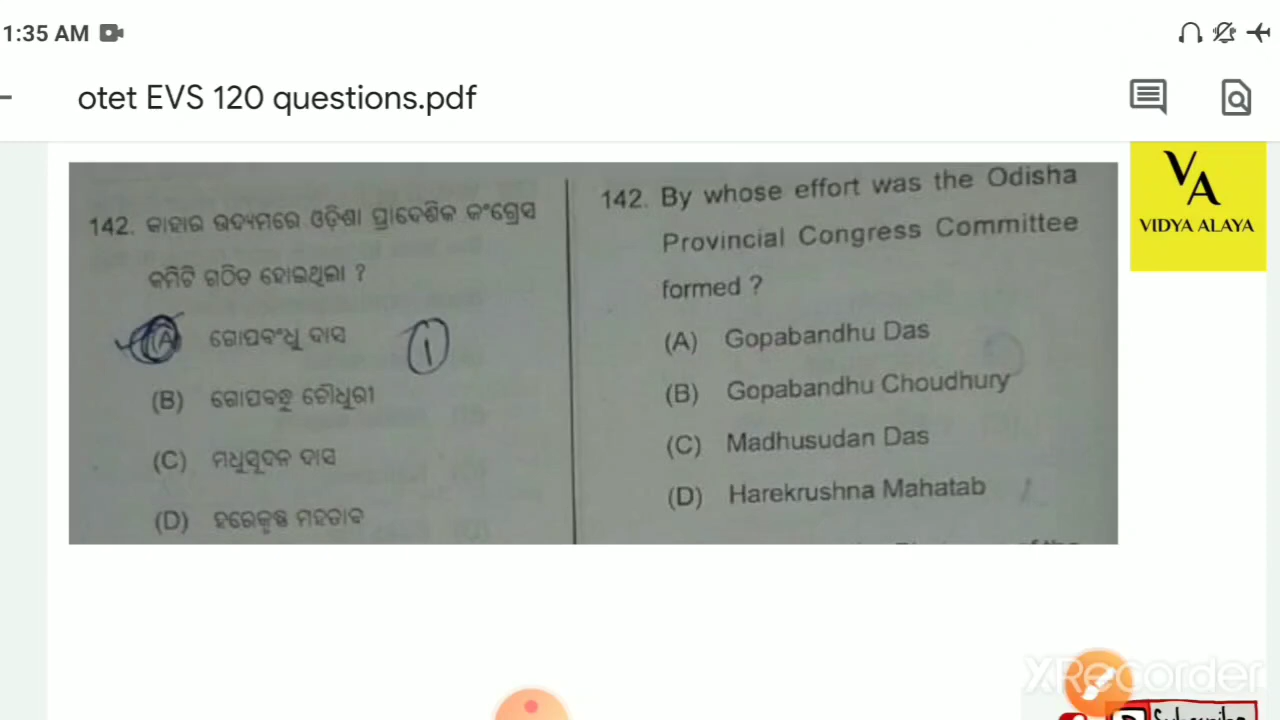 1:35 AM
otet EVS 120 questions.pdf
VA
VIDYA ALAYA
142. କାହାର ଉଦ୍ୟମରେ ଓଡ଼ିଶା ପ୍ରାଦେଶିକ କଂଗ୍ରେସ
କମିଟି ଗଠିତ ହୋଇଥିଲା ?
(A) ଗୋପବଂଧୁ ଦାସ
1
(B) ଗୋପବନ୍ଧୁ ଚୌଧୁରୀ
(C) ମଧୁସୂଦନ ଦାସ
(D) ହରେକୃଷ୍ଣ ମହତାବ
142. By whose effort was the Odisha
Provincial Congress Committee
formed ?
(A) Gopabandhu Das
(B) Gopabandhu Choudhury
(C) Madhusudan Das
(D) Harekrushna Mahatab
XRecorder